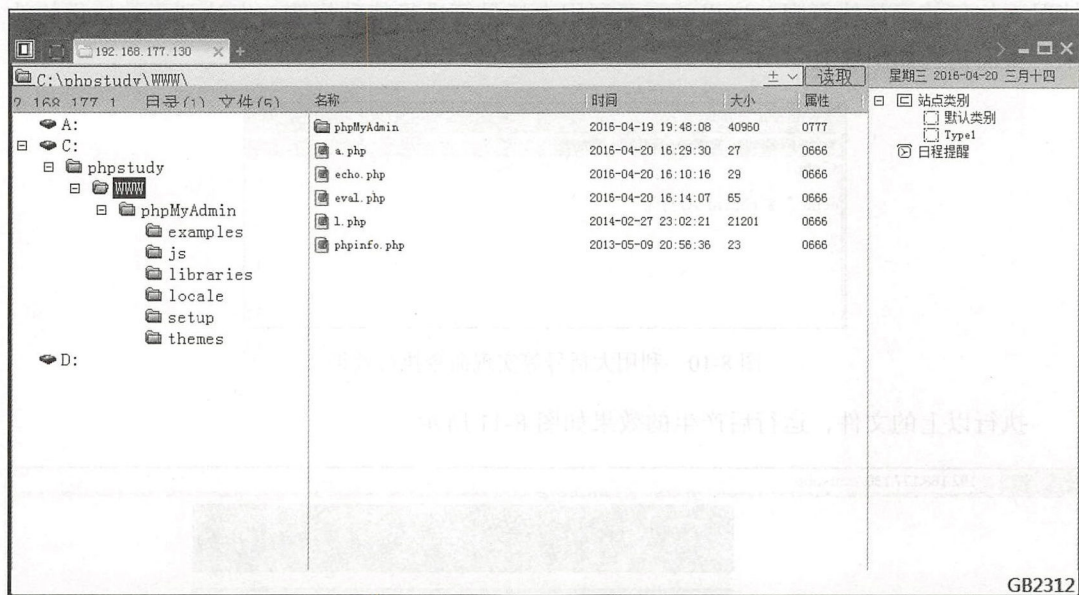 192.168.177.130
C:\phpstudy\WWW\
读取
星期三 2016-04-20 三月十四
2.168.177.1 目录(1) 文件(5)
名称 时间 大小 属性
A:
C:
phpstudy
WWW
phpMyAdmin
examples
js
libraries
locale
setup
themes
D:
phpMyAdmin 2016-04-19 19:48:08 40960 0777
a.php 2016-04-20 16:29:30 27 0666
echo.php 2016-04-20 16:10:16 29 0666
eval.php 2016-04-20 16:14:07 65 0666
l.php 2014-02-27 23:02:21 21201 0666
phpinfo.php 2013-05-09 20:56:36 23 0666
站点类别
默认类别
Type1
日程提醒
GB2312